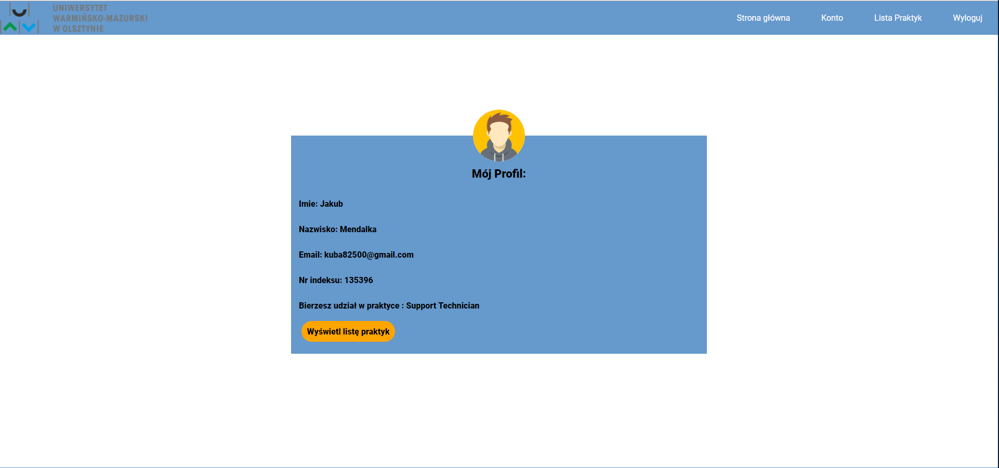 UNIWERSYTET
WARMIŃSKO-MAZURSKI
W OLSZTYNIE
Strona główna
Konto
Lista Praktyk
Wyloguj
Mój Profil:
Imie: Jakub
Nazwisko: Mendalka
Email: kuba82500@gmail.com
Nr indeksu: 135396
Bierzesz udział w praktyce : Support Technician
Wyświetl listę praktyk